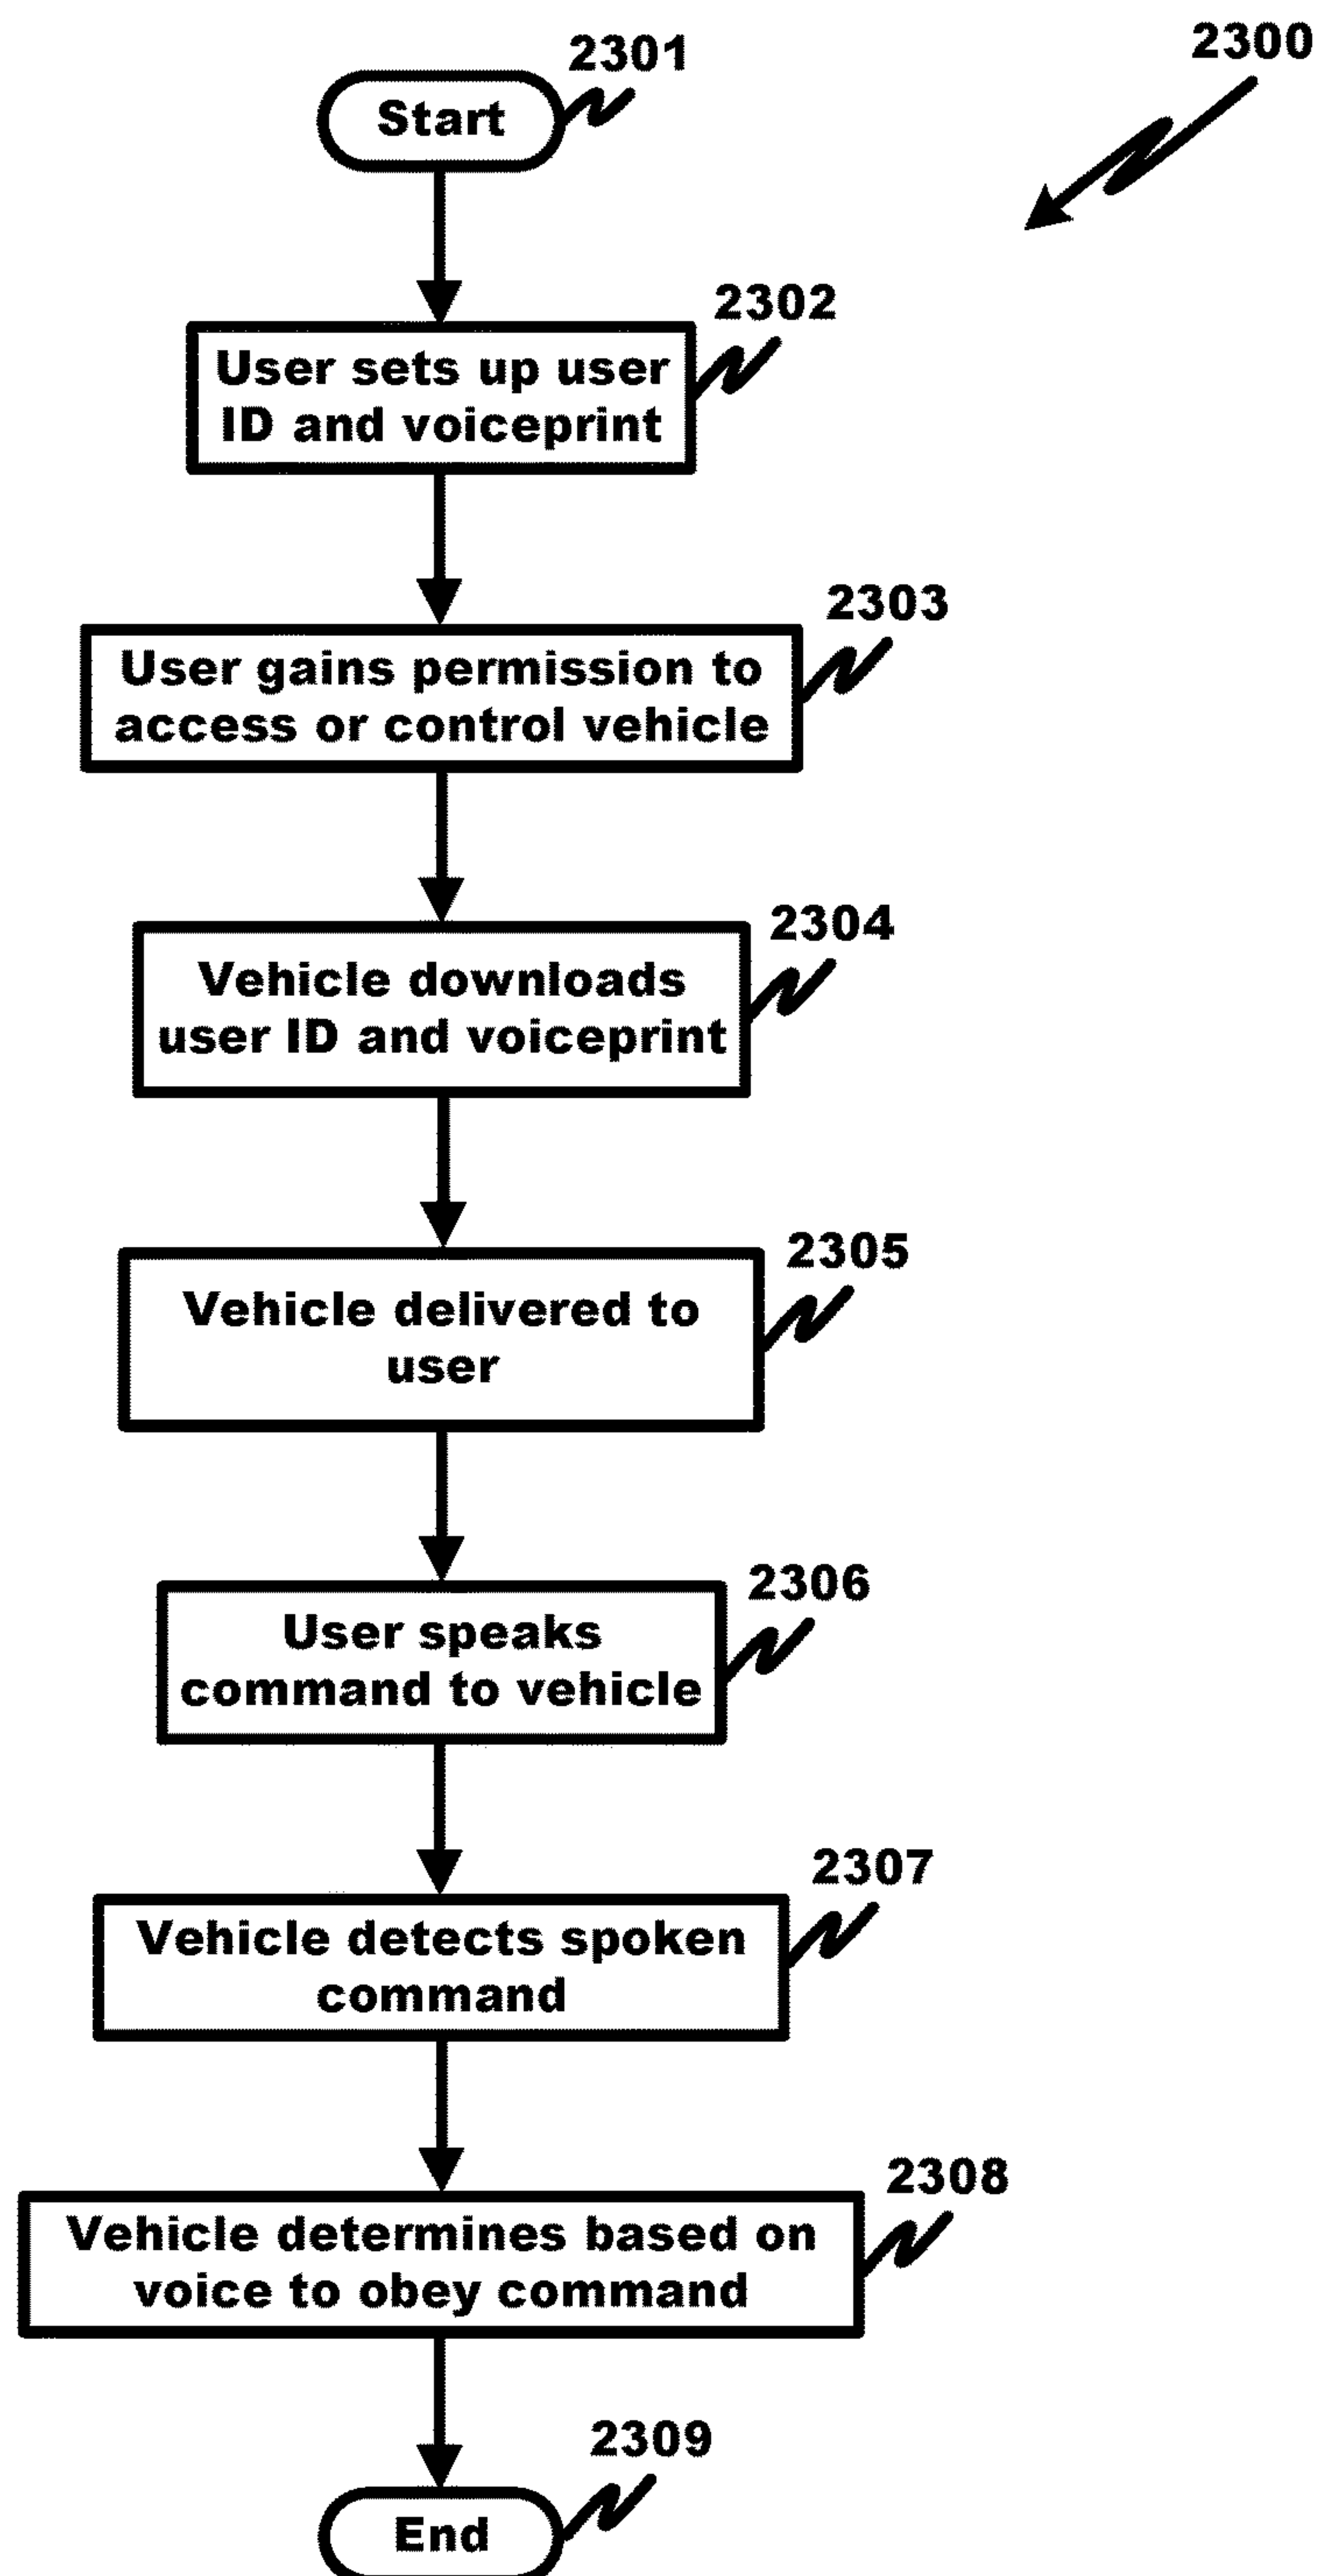 2300
2301
Start
2302
User sets up user
ID and voiceprint
2303
User gains permission to
access or control vehicle
2304
Vehicle downloads
user ID and voiceprint
2305
Vehicle delivered to
user
2306
User speaks
command to vehicle
2307
Vehicle detects spoken
command
2308
Vehicle determines based on
voice to obey command
2309
End